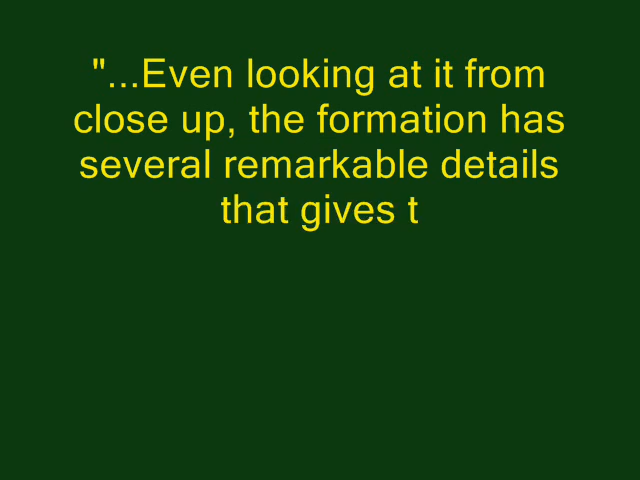 "...Even looking at it from
close up, the formation has
several remarkable details
that gives t